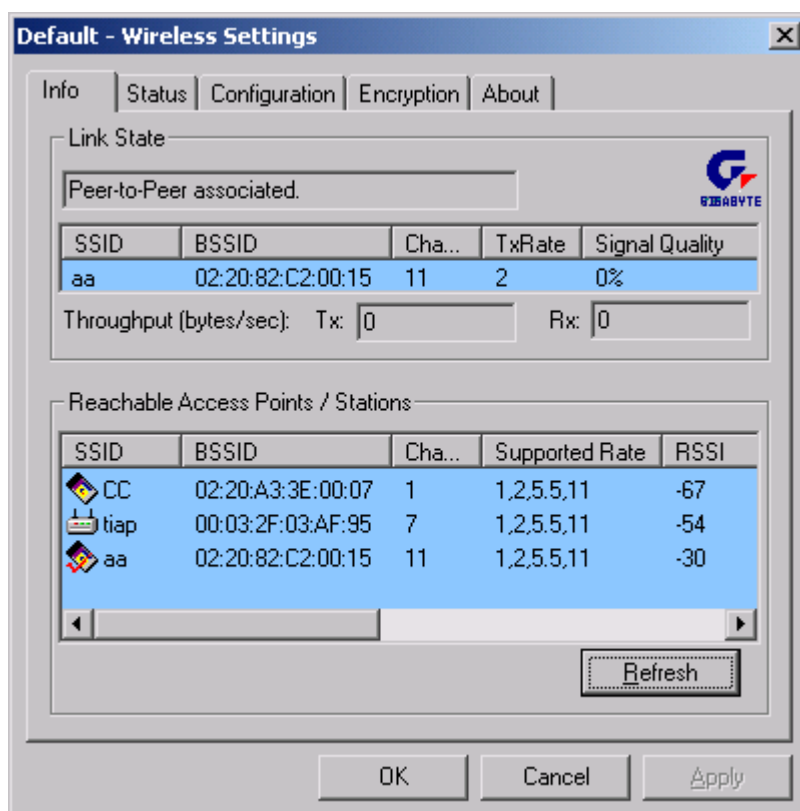 Default - Wireless Settings
Info Status Configuration Encryption About
Link State
Peer-to-Peer associated.
GIGABYTE
SSID BSSID Cha... TxRate Signal Quality
aa 02:20:82:C2:00:15 11 2 0%
Throughput (bytes/sec): Tx: 0 Rx: 0
Reachable Access Points / Stations
SSID BSSID Cha... Supported Rate RSSI
CC 02:20:A3:3E:00:07 1 1,2,5.5,11 -67
tiap 00:03:2F:03:AF:95 7 1,2,5.5,11 -54
aa 02:20:82:C2:00:15 11 1,2,5.5,11 -30
Refresh
OK Cancel Apply